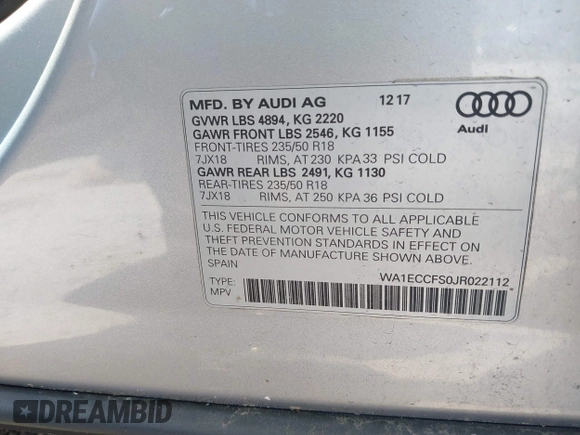 MFD. BY AUDI AG 12 17
GVWR LBS 4894, KG 2220
GAWR FRONT LBS 2546, KG 1155
FRONT-TIRES 235/50 R18
7JX18 RIMS, AT 230 KPA 33 PSI COLD
GAWR REAR LBS 2491, KG 1130
REAR-TIRES 235/50 R18
7JX18 RIMS, AT 250 KPA 36 PSI COLD
THIS VEHICLE CONFORMS TO ALL APPLICABLE
U.S. FEDERAL MOTOR VEHICLE SAFETY AND
THEFT PREVENTION STANDARDS IN EFFECT ON
THE DATE OF MANUFACTURE SHOWN ABOVE.
SPAIN
WA1ECCFS0JR022112
TYPE:
MPV
Audi
DREAMBID